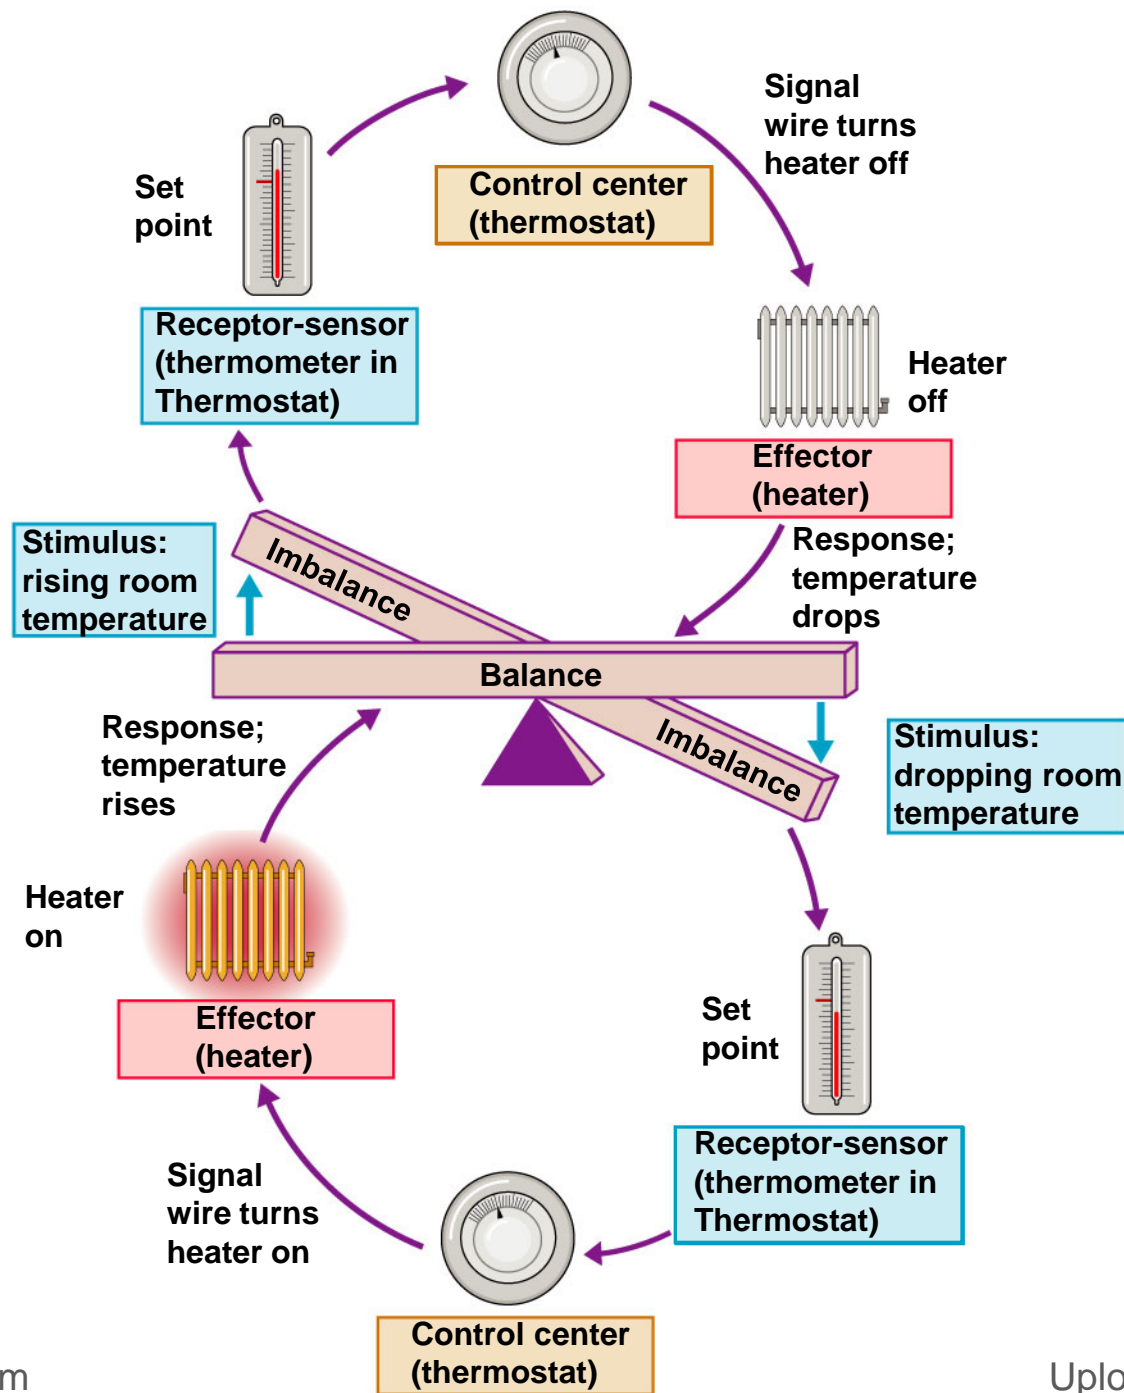 Signal
wire turns
heater off
Set
point
Control center
(thermostat)
Receptor-sensor
(thermometer in
Thermostat)
Heater
off
Effector
(heater)
Stimulus:
rising room
temperature
Imbalance
Response;
temperature
drops
Balance
Response;
temperature
rises
Imbalance
Stimulus:
dropping room
temperature
Heater
on
Effector
(heater)
Set
point
Receptor-sensor
(thermometer in
Thermostat)
Signal
wire turns
heater on
Control center
(thermostat)
m
Uplo